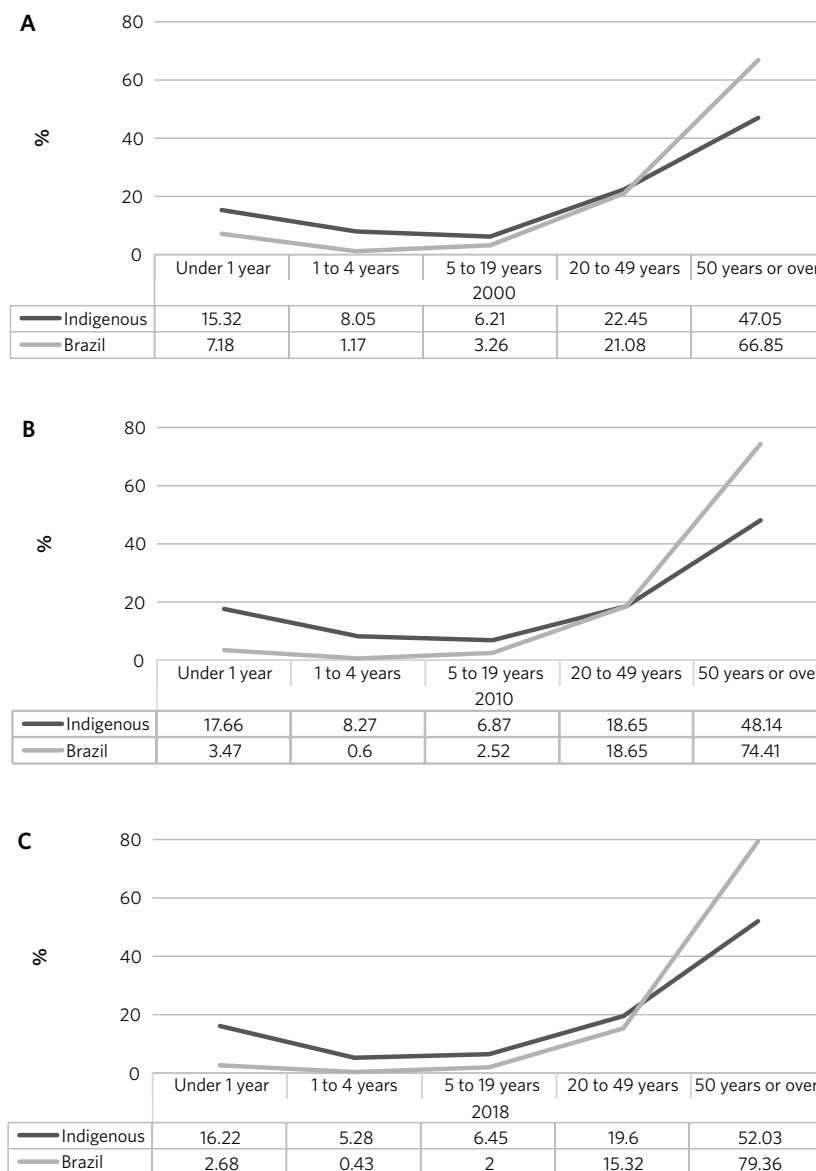 A
80
60
40
20
0
%
Under 1 year 1 to 4 years 5 to 19 years 20 to 49 years 50 years or over
2000
Indigenous 15.32 8.05 6.21 22.45 47.05
Brazil 7.18 1.17 3.26 21.08 66.85
B
80
60
40
20
0
%
Under 1 year 1 to 4 years 5 to 19 years 20 to 49 years 50 years or ove
2010
Indigenous 17.66 8.27 6.87 18.65 48.14
Brazil 3.47 0.6 2.52 18.65 74.41
C
80
60
40
20
0
%
Under 1 year 1 to 4 years 5 to 19 years 20 to 49 years 50 years or over
2018
Indigenous 16.22 5.28 6.45 19.6 52.03
Brazil 2.68 0.43 2 15.32 79.36